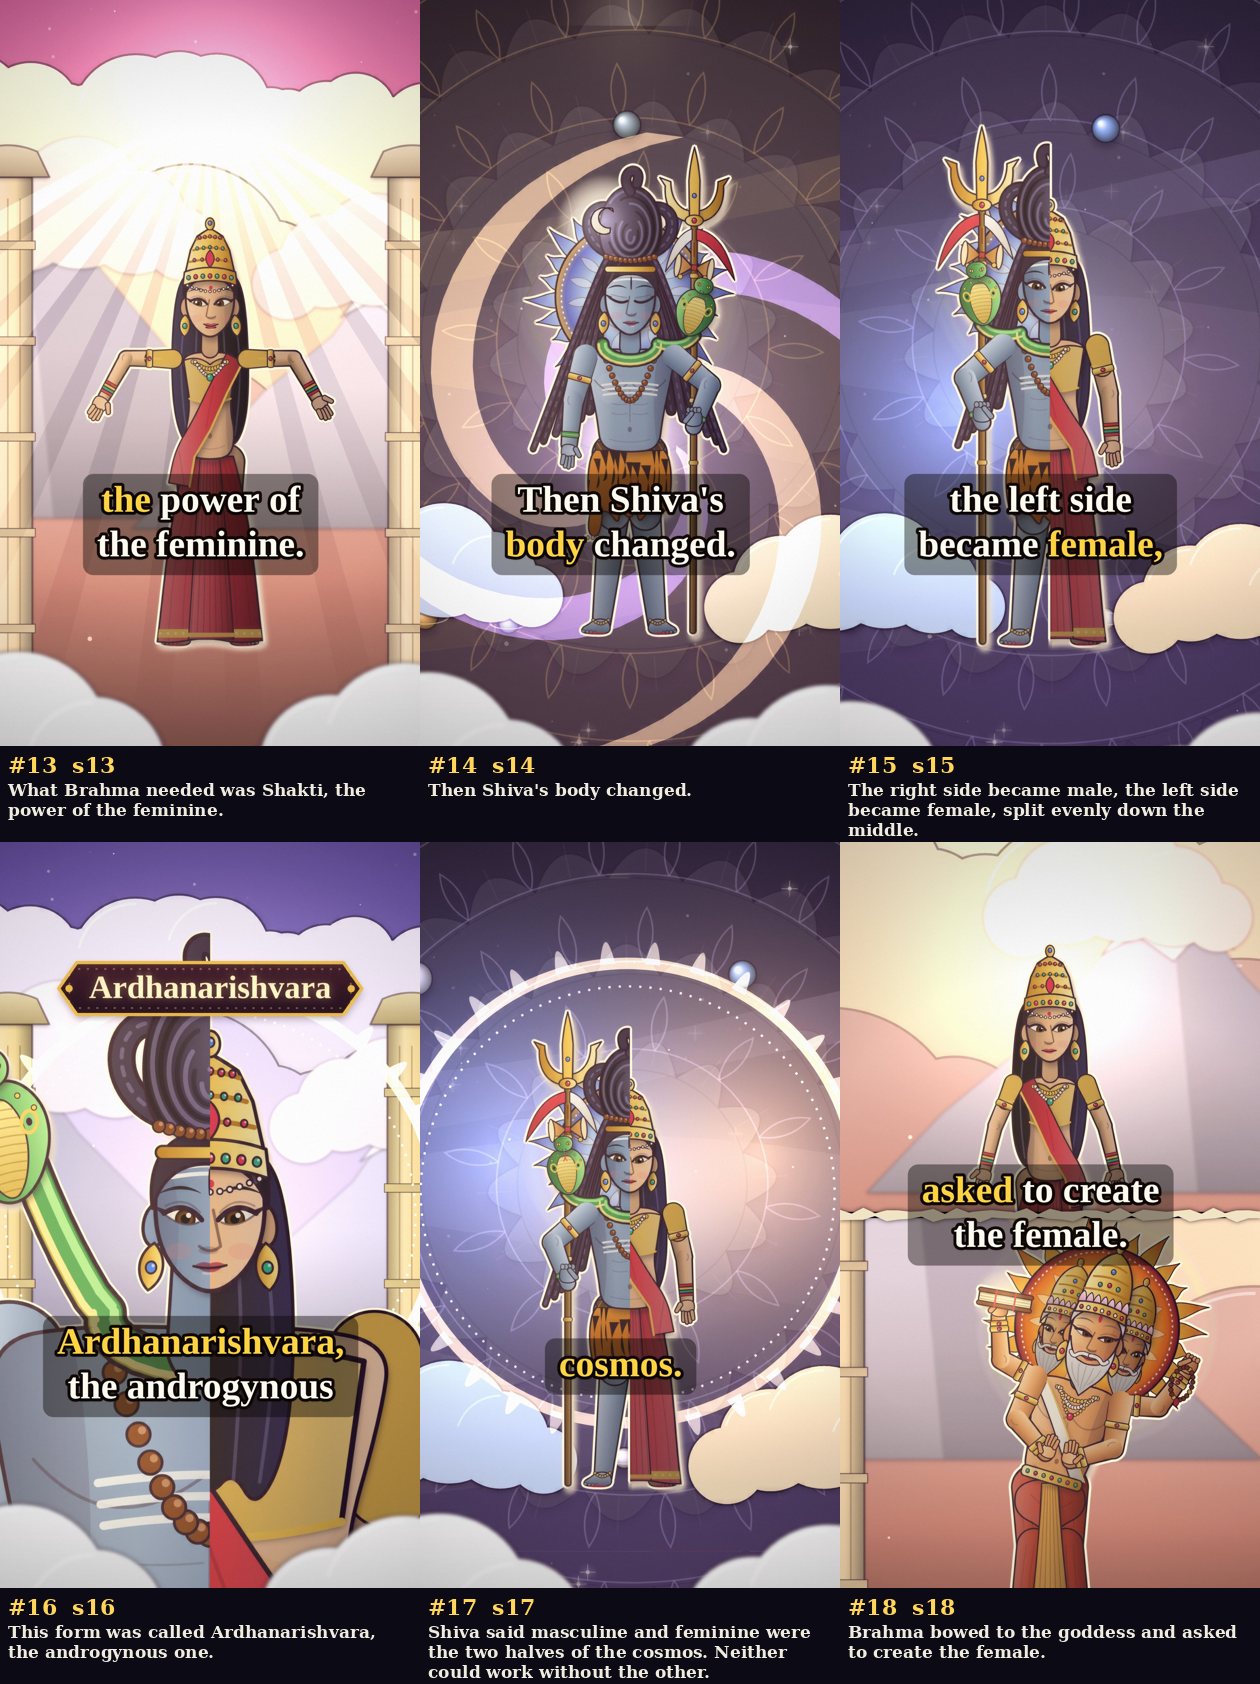 the power of
the feminine.
Then Shiva's
body changed.
the left side
became female,
#13 s13
What Brahma needed was Shakti, the
power of the feminine.
#14 s14
Then Shiva's body changed.
#15 s15
The right side became male, the left side
became female, split evenly down the
middle.
Ardhanarishvara
Ardhanarishvara,
the androgynous
cosmos.
asked to create
the female.
#16 s16
This form was called Ardhanarishvara,
the androgynous one.
#17 s17
Shiva said masculine and feminine were
the two halves of the cosmos. Neither
could work without the other.
#18 s18
Brahma bowed to the goddess and asked
to create the female.